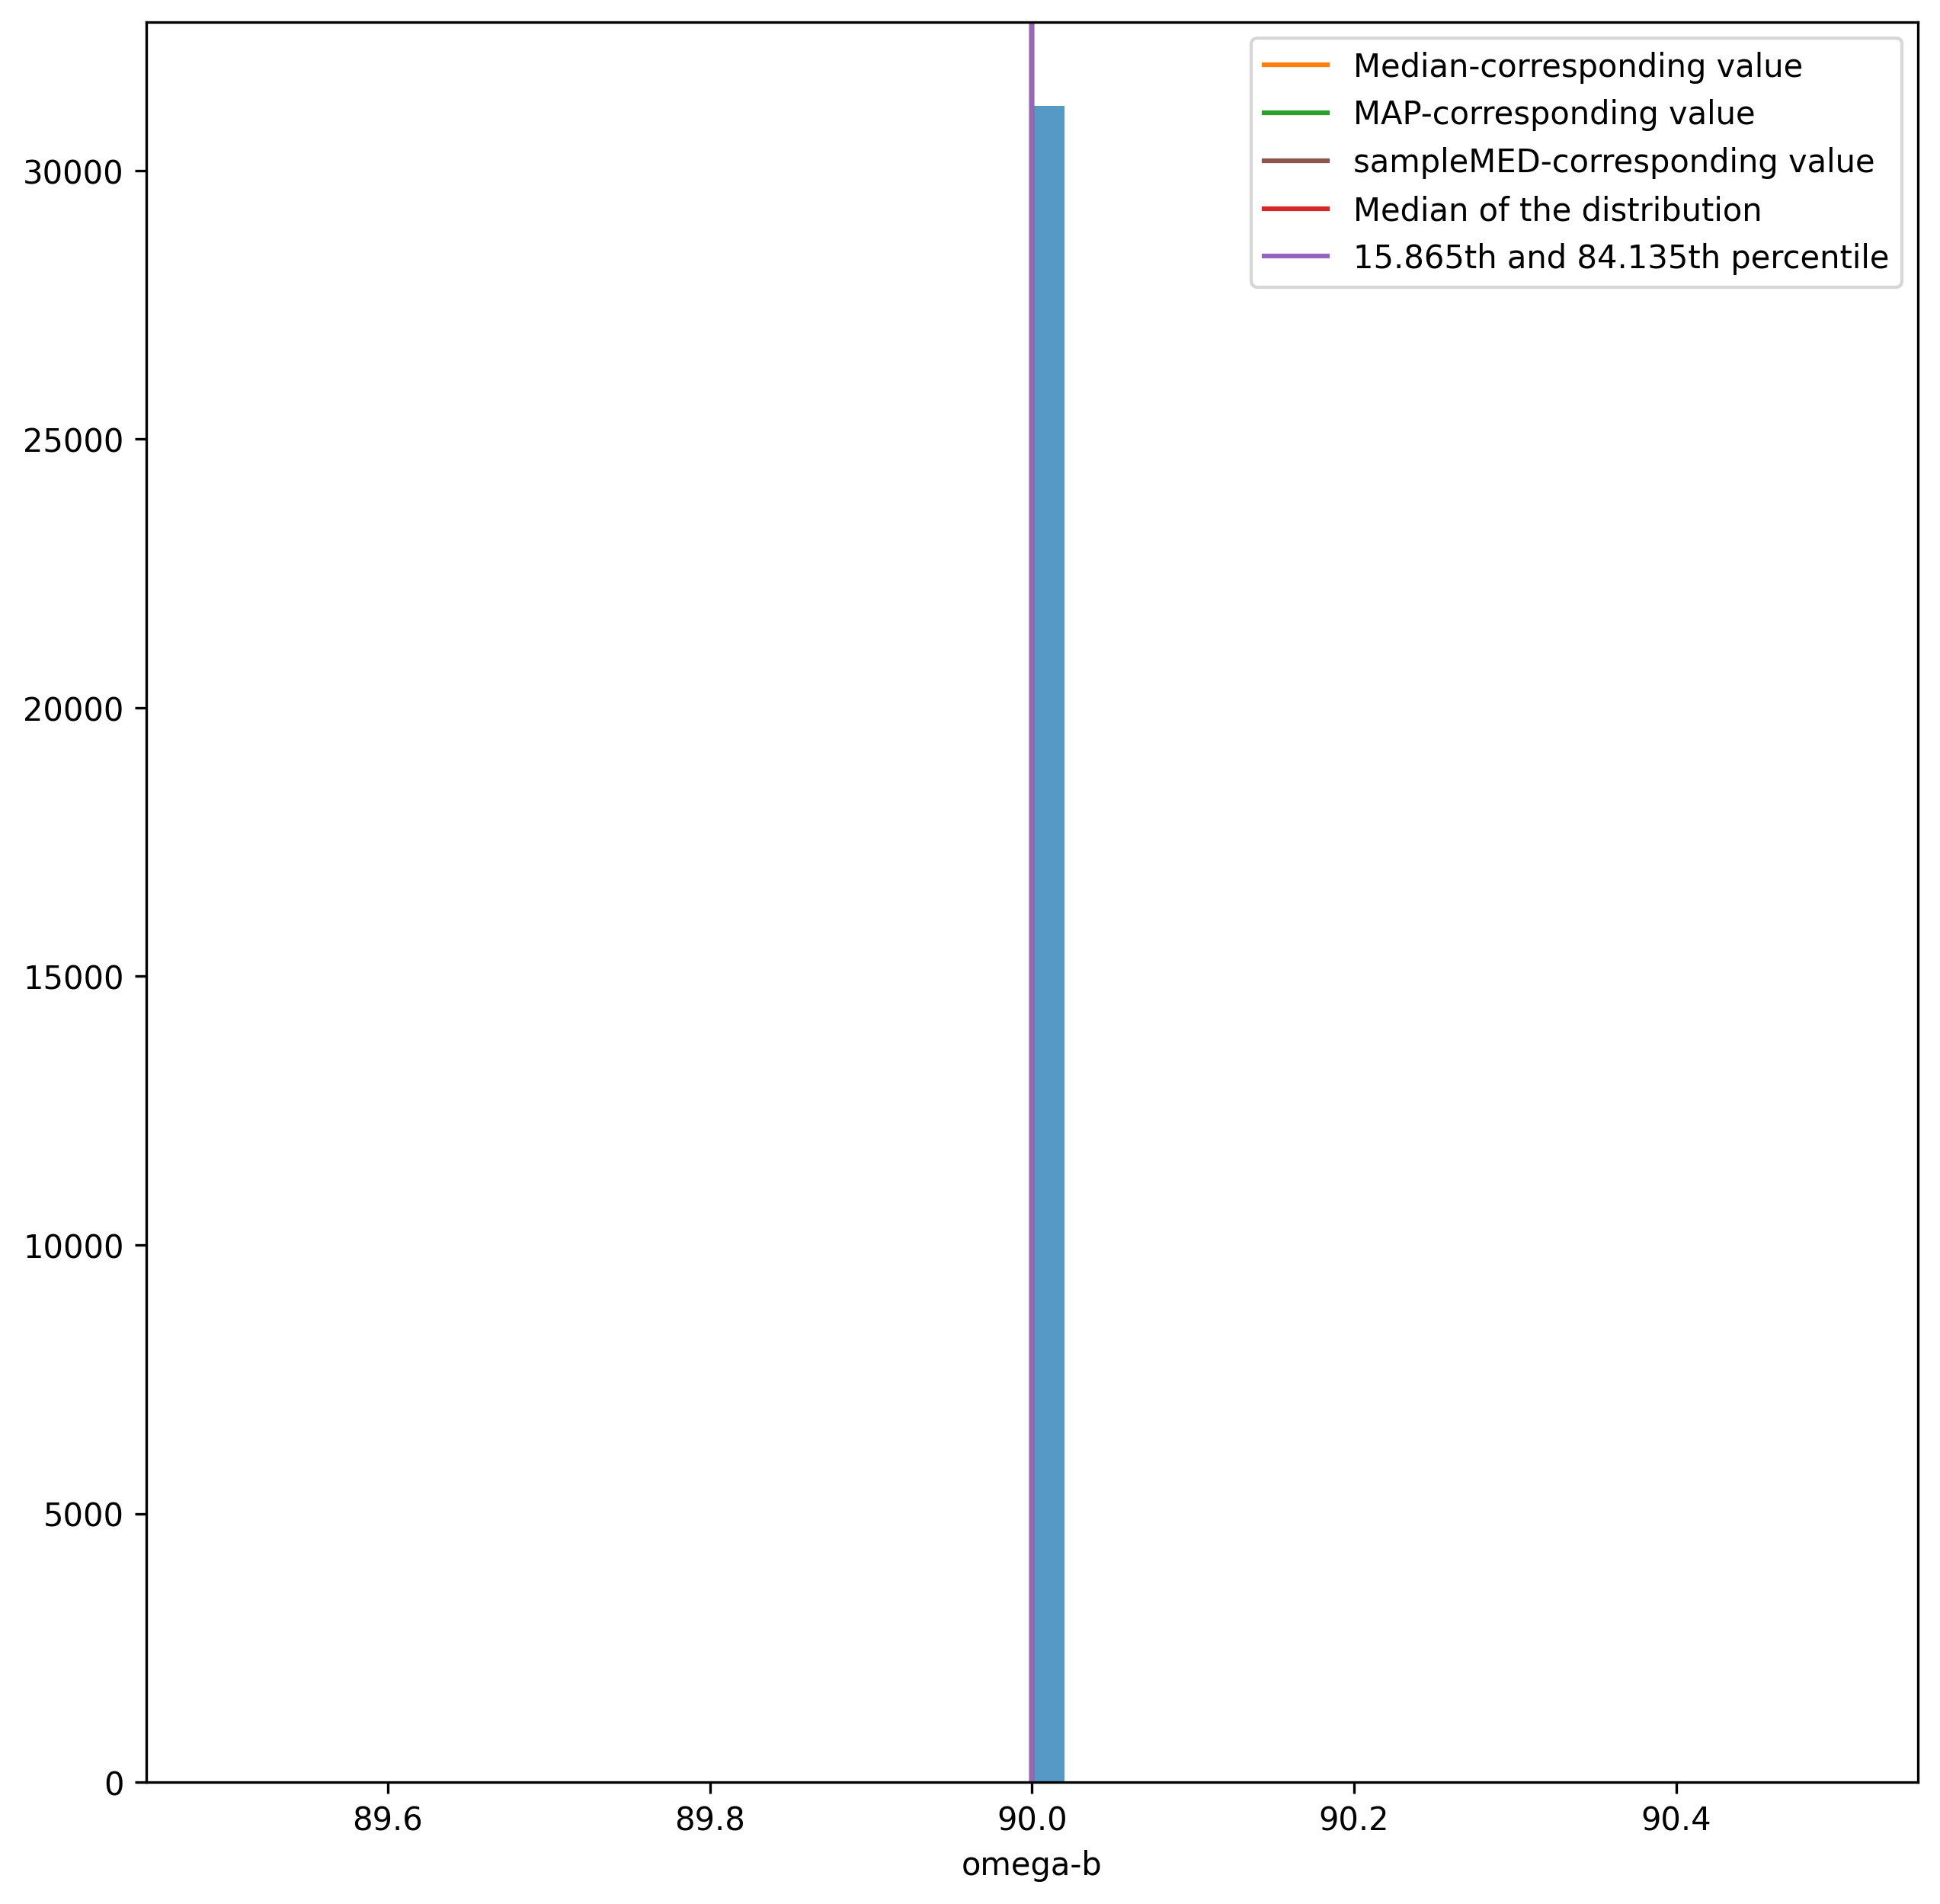 Median-corresponding value
MAP-corresponding value
sampleMED-corresponding value
Median of the distribution
15.865th and 84.135th percentile
30000
25000
20000
15000
10000
5000
0
89.6 89.8 90.0 90.2 90.4
omega-b